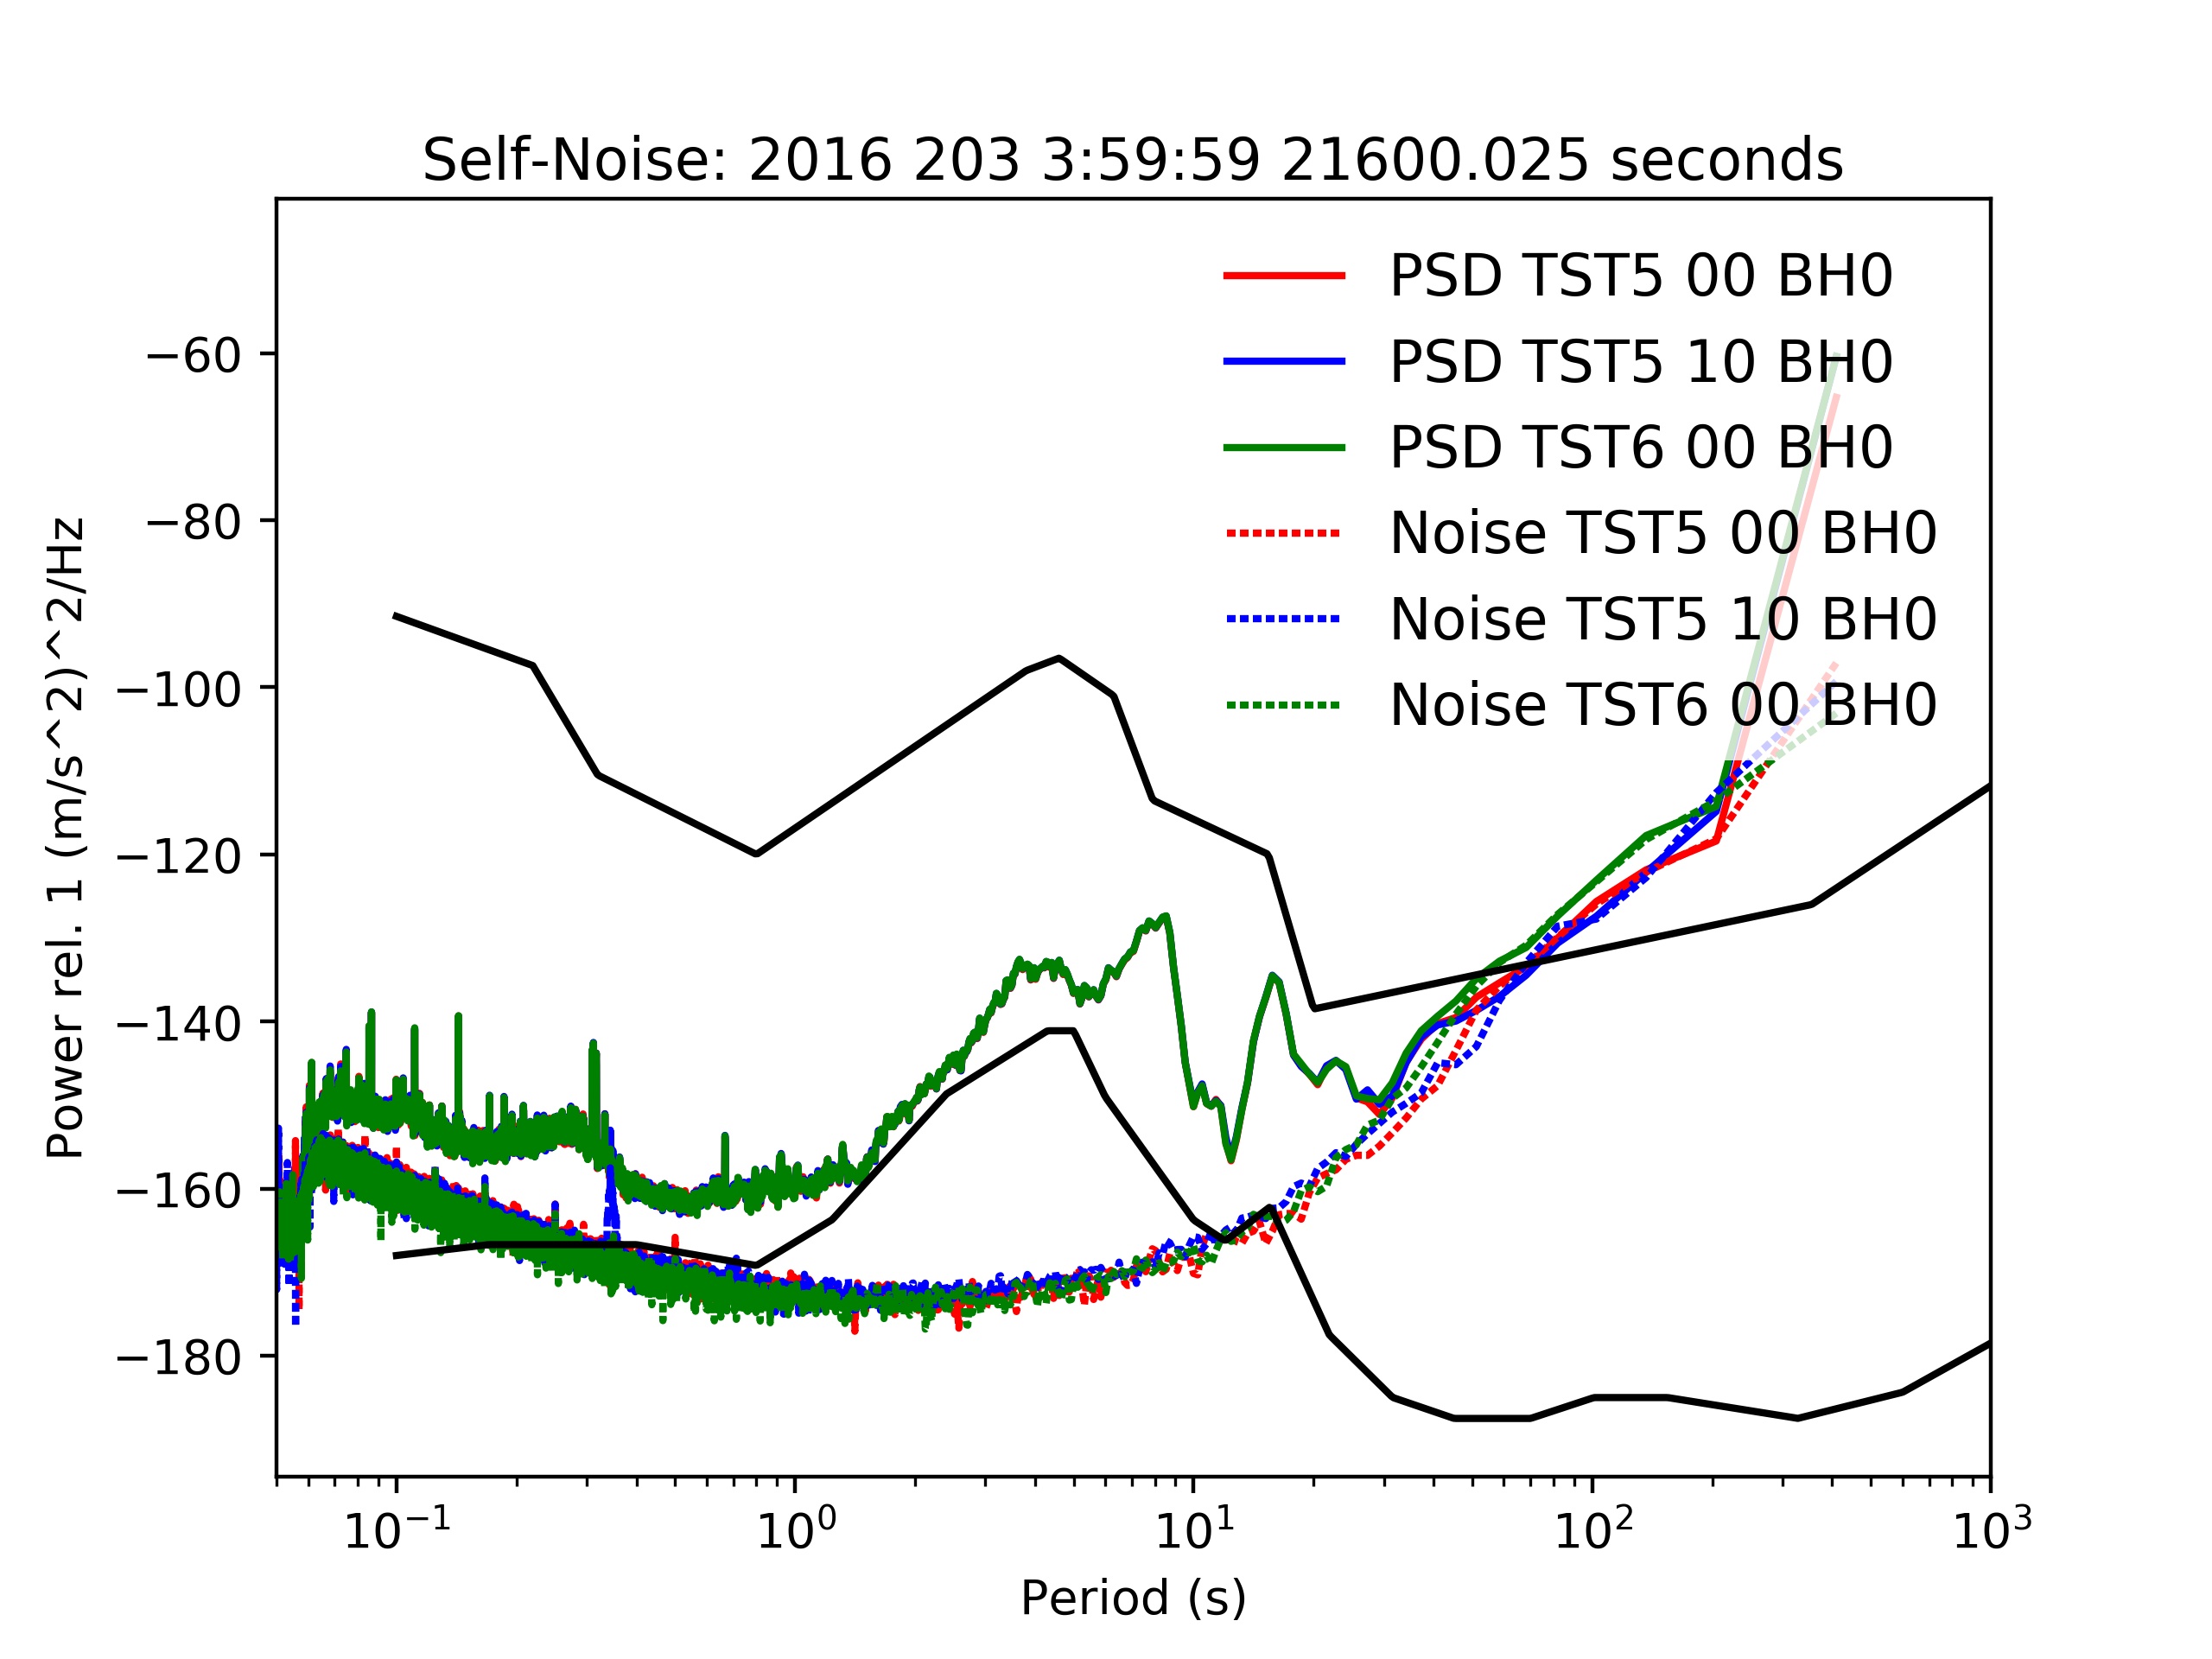 Self-Noise: 2016 203 3:59:59 21600.025 seconds
PSD TST5 00 BH0
PSD TST5 10 BH0
PSD TST6 00 BH0
Noise TST5 00 BH0
Noise TST5 10 BH0
Noise TST6 00 BH0
Power rel. 1 (m/s^2)^2/Hz
−60
−80
−100
−120
−140
−160
−180
10⁻¹ 10⁰ 10¹ 10² 10³
Period (s)